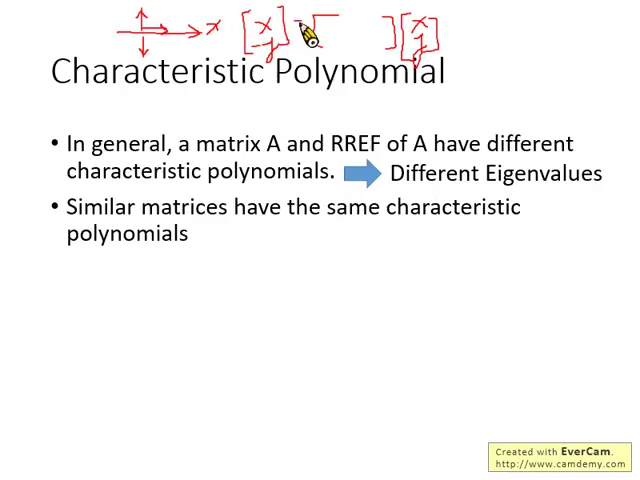 x [x y] = [ ] [x y]
Characteristic Polynomial
• In general, a matrix A and RREF of A have different
characteristic polynomials. Different Eigenvalues
• Similar matrices have the same characteristic
polynomials
Created with EverCam.
http://www.camdemy.com